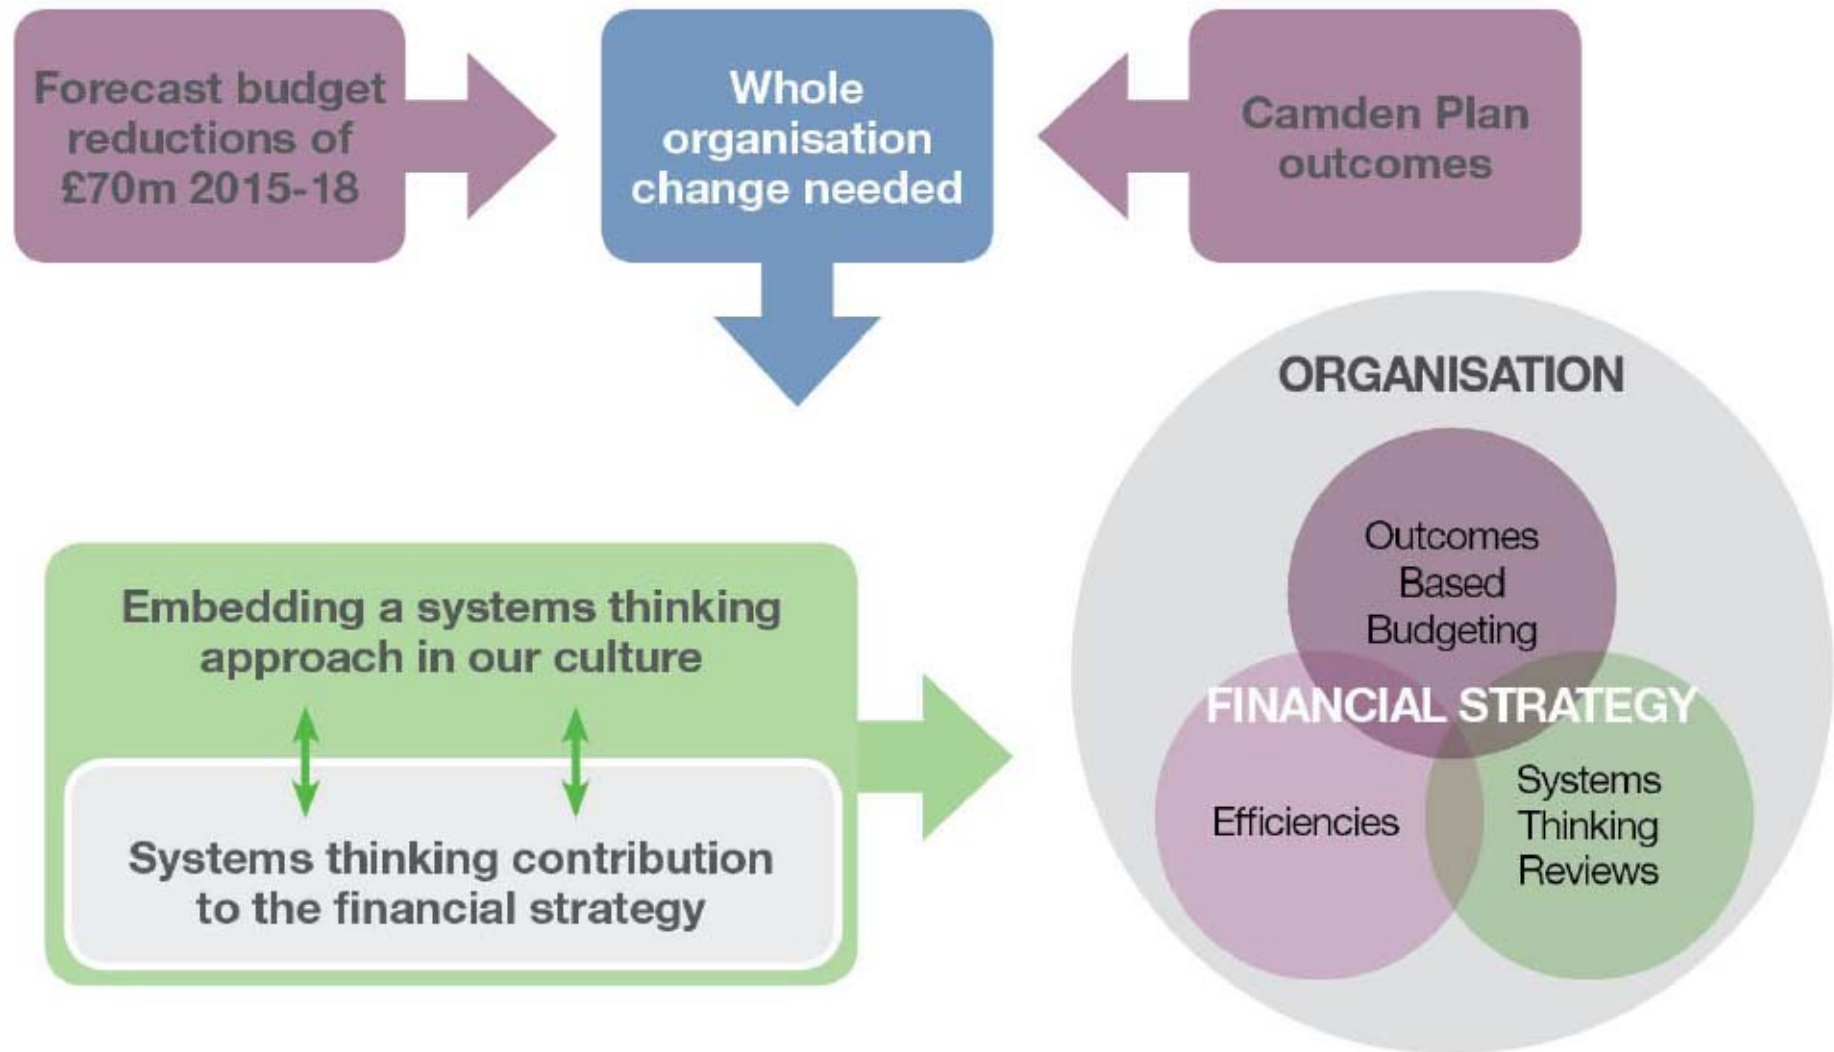 Forecast budget
reductions of
£70m 2015-18
Whole
organisation
change needed
Camden Plan
outcomes
ORGANISATION
Outcomes
Based
Budgeting
FINANCIAL STRATEGY
Efficiencies
Systems
Thinking
Reviews
Embedding a systems thinking
approach in our culture
Systems thinking contribution
to the financial strategy